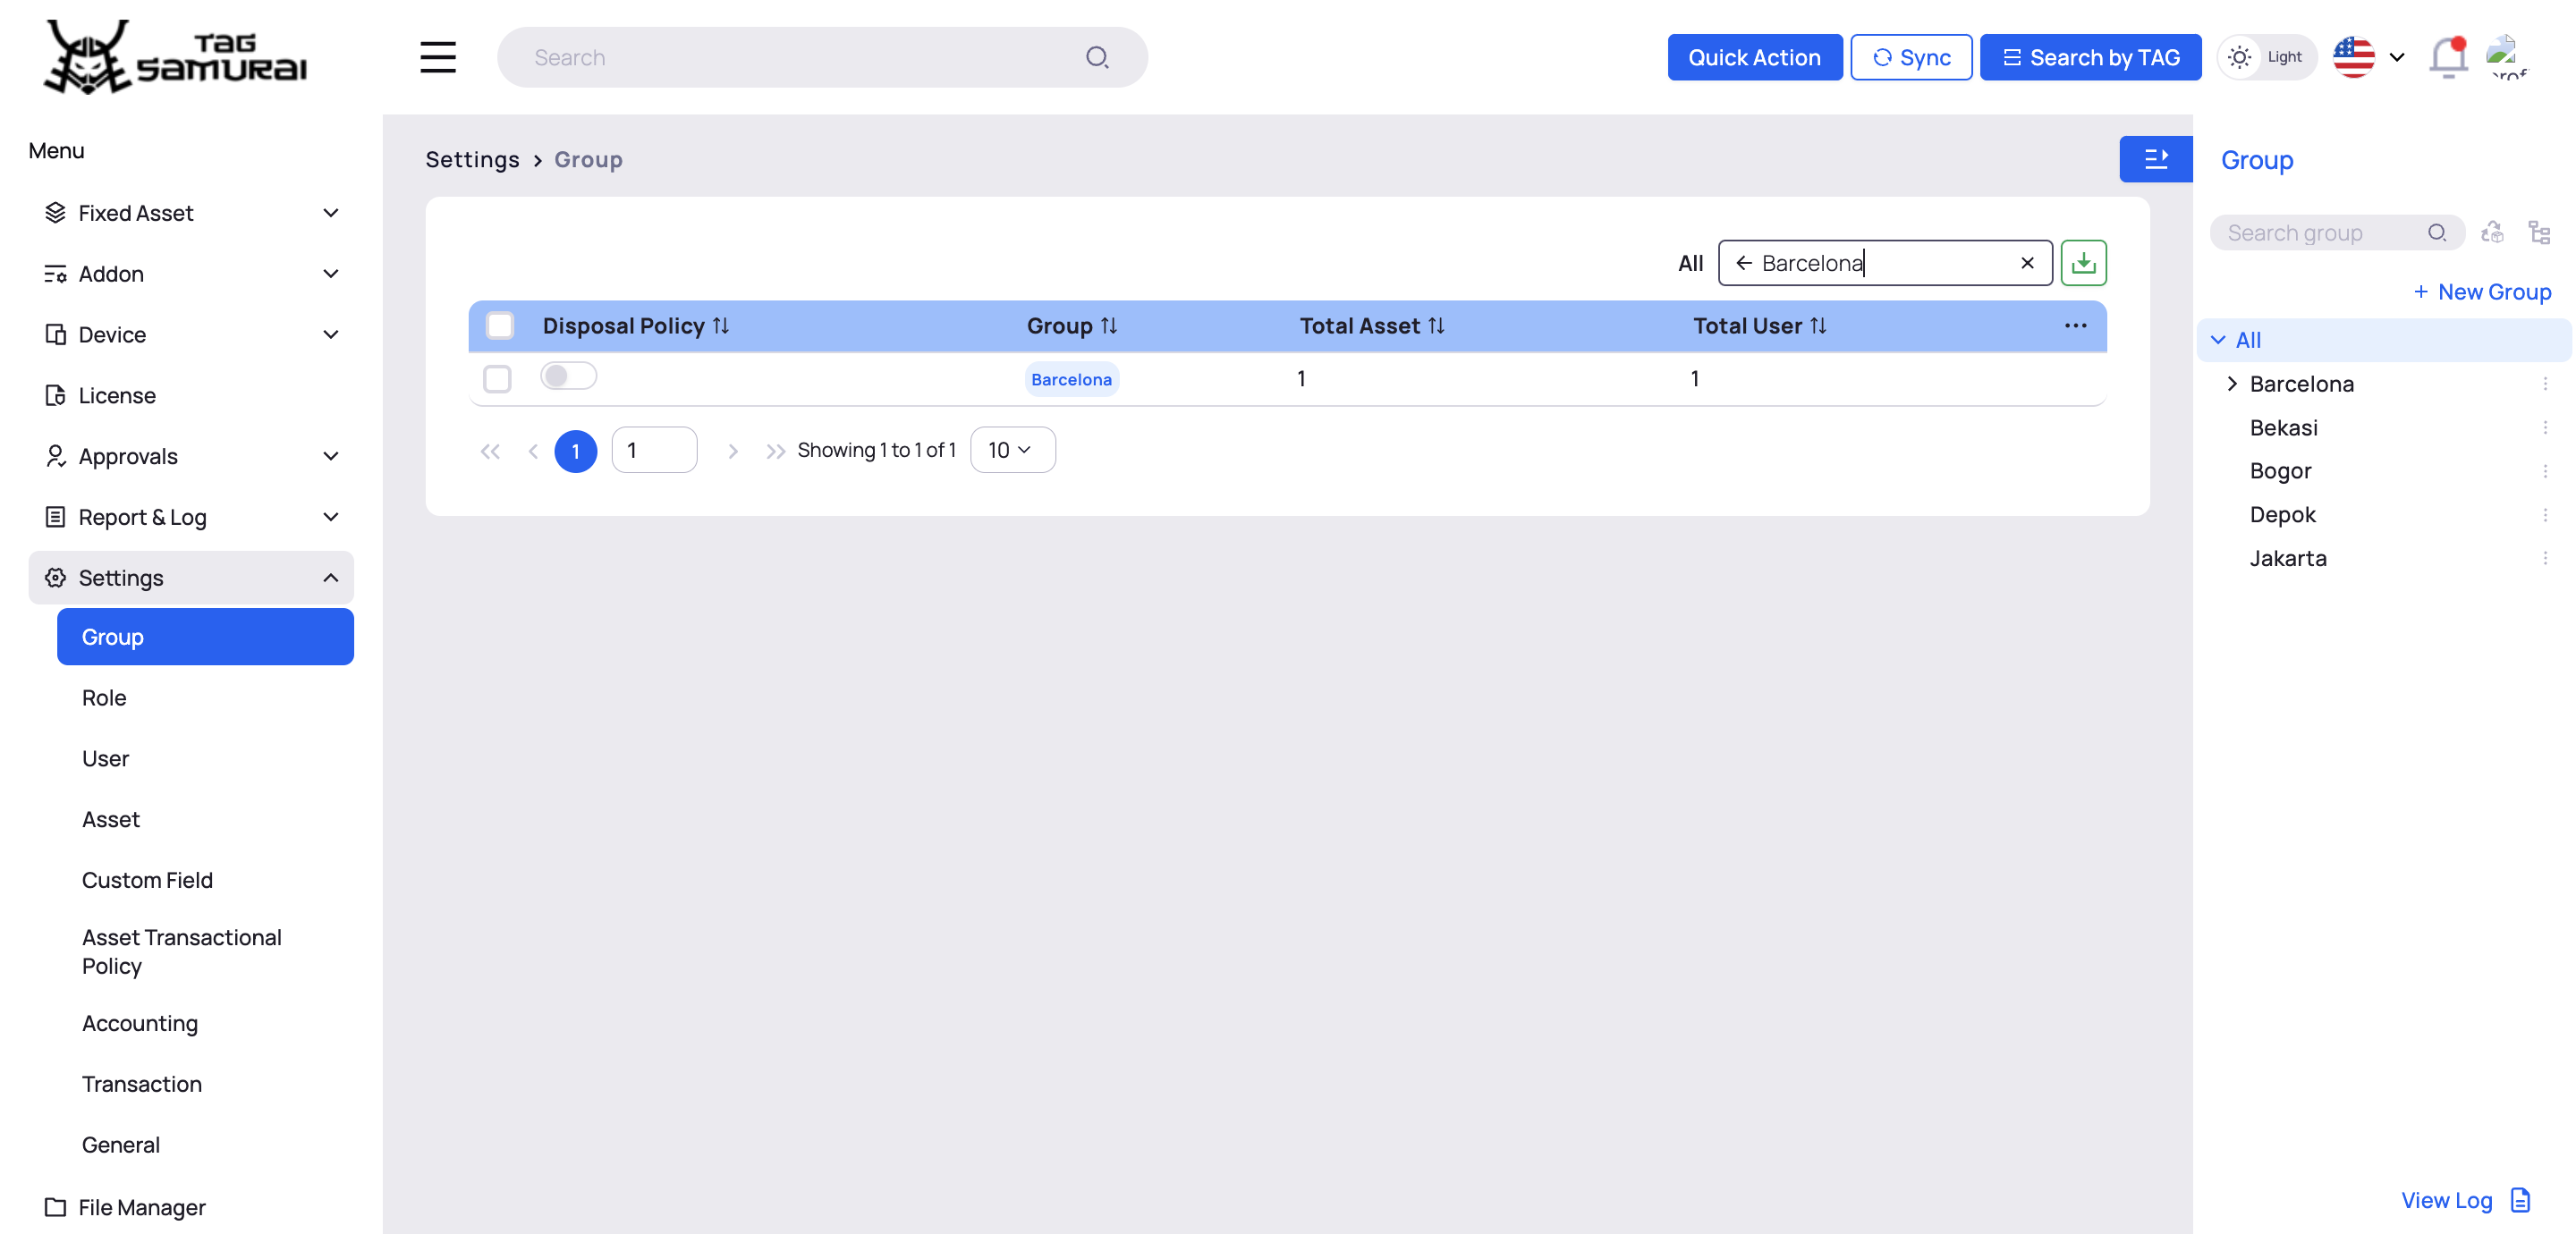 TAG SAMURAI
Search
Quick Action
Sync
Search by TAG
Light
Menu
Fixed Asset
Addon
Device
License
Approvals
Report & Log
Settings
Group
Role
User
Asset
Custom Field
Asset Transactional
Policy
Accounting
Transaction
General
File Manager
Settings > Group
All
Barcelona
Disposal Policy
Group
Total Asset
Total User
Barcelona
1
1
1
1
Showing 1 to 1 of 1
10
Group
Search group
+ New Group
All
Barcelona
Bekasi
Bogor
Depok
Jakarta
View Log